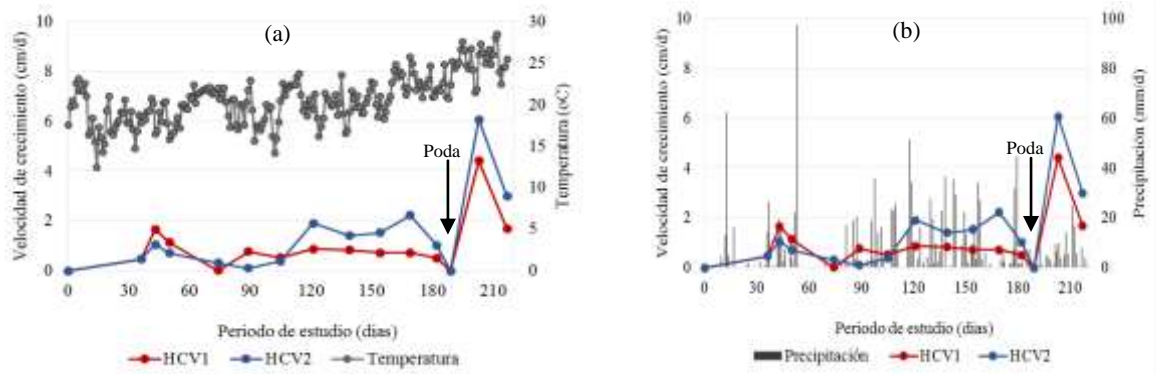 (a)
Velocidad de crecimiento (cm/d)
10
8
6
4
2
0
30
25
20
15
10
5
0
Temperatura (oC)
Poda
0 30 60 90 120 150 180 210
Periodo de estudio (dias)
HCV1 HCV2 Temperatura
(b)
Velocidad de crecimiento (cm/d)
10
8
6
4
2
0
100
80
60
40
20
0
Precipitación (mm/d)
Poda
0 30 60 90 120 150 180 210
Periodo de estudio (dias)
Precipitación HCV1 HCV2